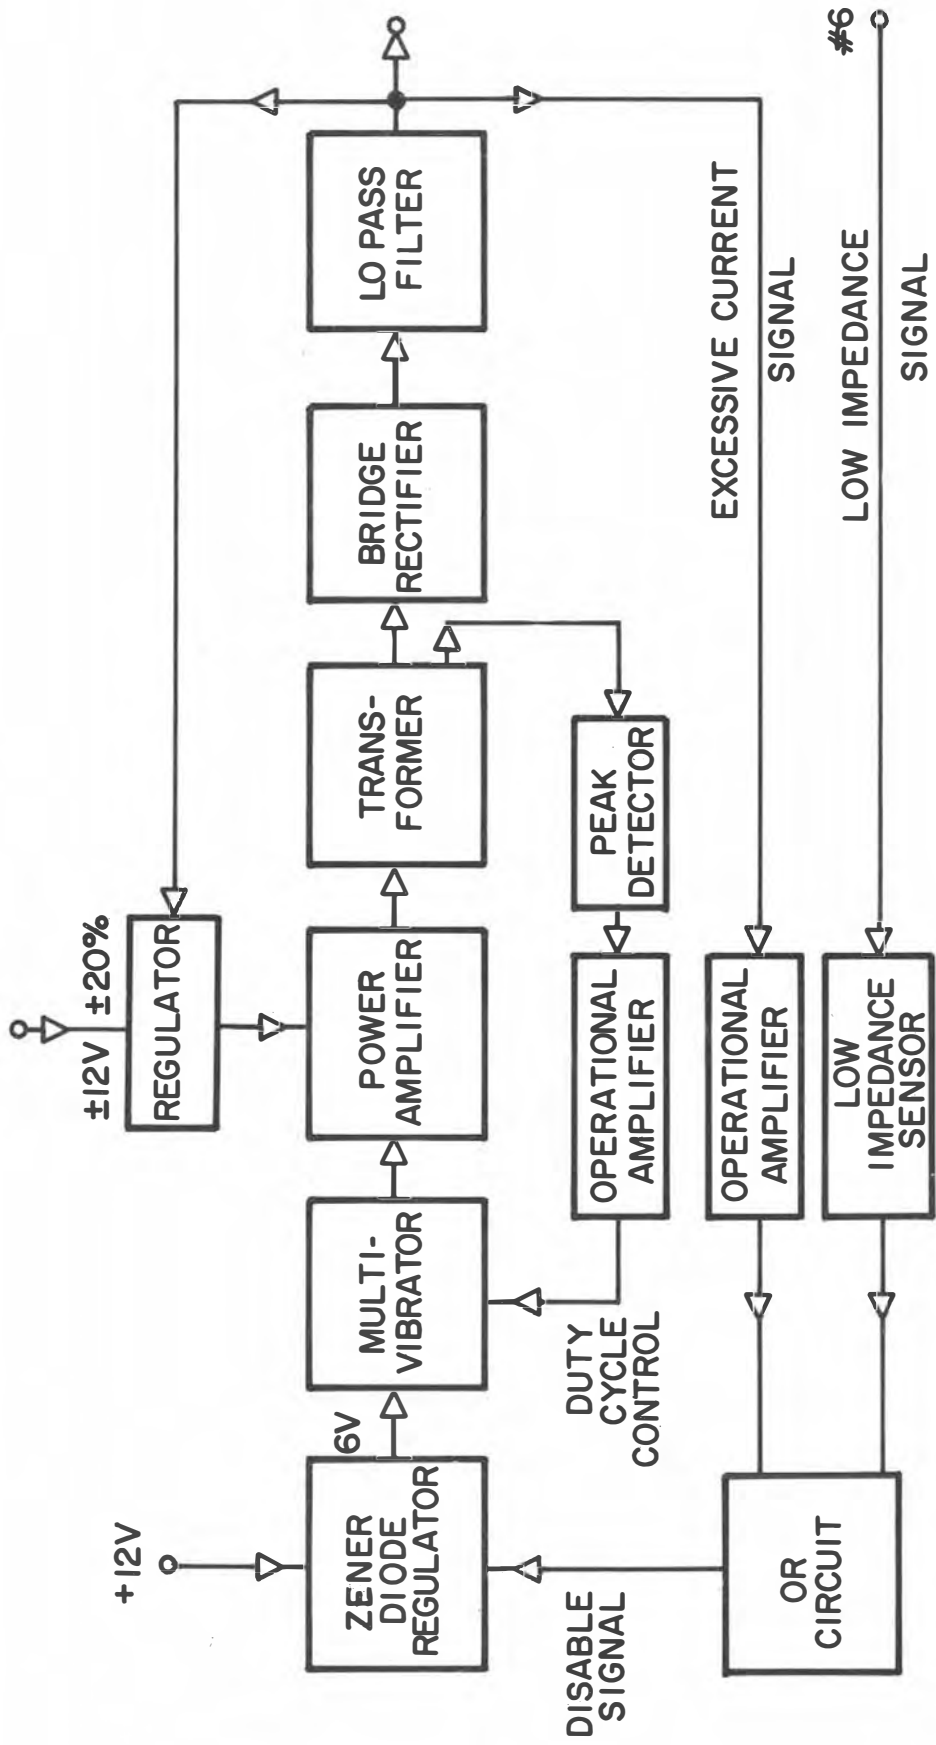 ±12V ±20%
REGULATOR
+12V
ZENER
DIODE
REGULATOR
6V
MULTI-
VIBRATOR
POWER
AMPLIFIER
TRANS-
FORMER
BRIDGE
RECTIFIER
LO PASS
FILTER
DUTY
CYCLE
CONTROL
OPERATIONAL
AMPLIFIER
PEAK
DETECTOR
DISABLE
SIGNAL
OPERATIONAL
AMPLIFIER
EXCESSIVE CURRENT
SIGNAL
OR
CIRCUIT
LOW
IMPEDANCE
SENSOR
LOW IMPEDANCE
SIGNAL
#6